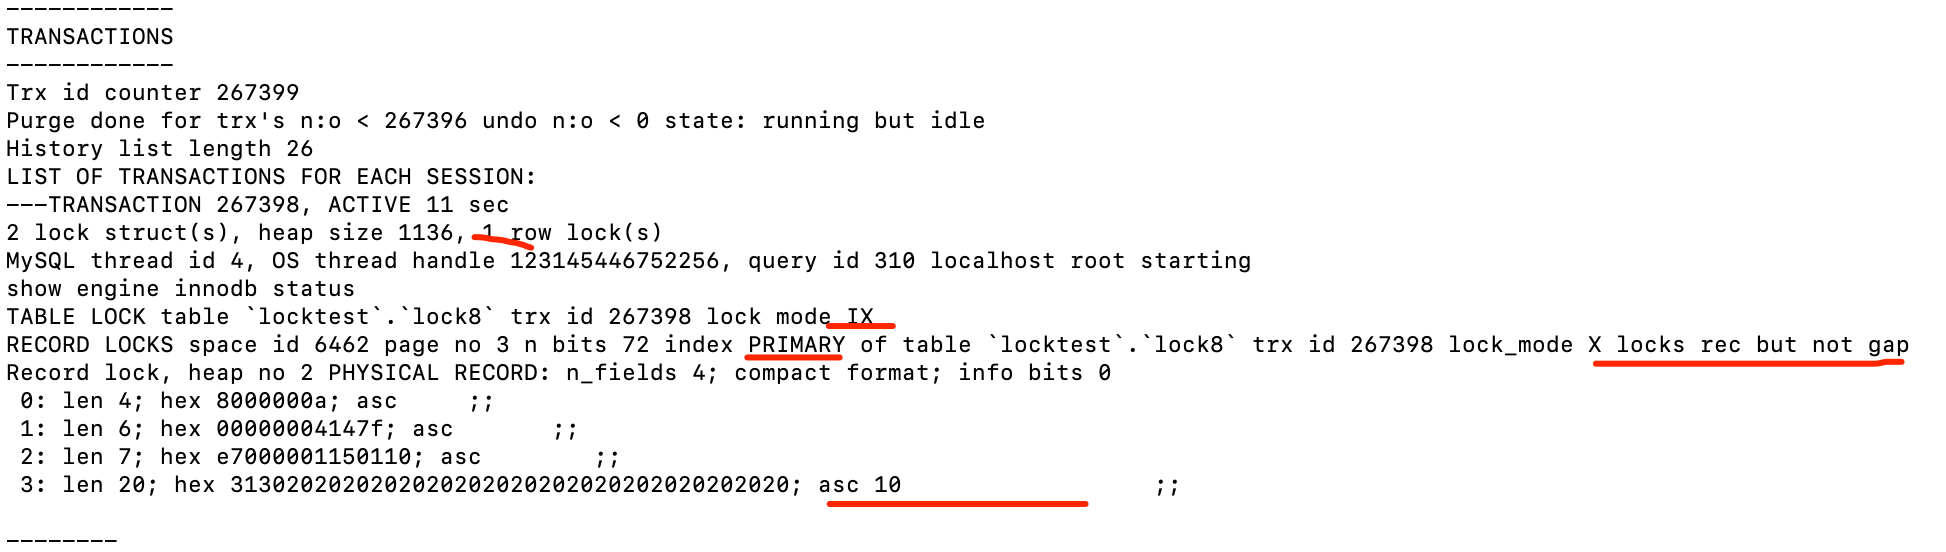 ------------
TRANSACTIONS
------------
Trx id counter 267399
Purge done for trx's n:o < 267396 undo n:o < 0 state: running but idle
History list length 26
LIST OF TRANSACTIONS FOR EACH SESSION:
---TRANSACTION 267398, ACTIVE 11 sec
2 lock struct(s), heap size 1136, 1 row lock(s)
MySQL thread id 4, OS thread handle 123145446752256, query id 310 localhost root starting
show engine innodb status
TABLE LOCK table `locktest`.`lock8` trx id 267398 lock mode IX
RECORD LOCKS space id 6462 page no 3 n bits 72 index PRIMARY of table `locktest`.`lock8` trx id 267398 lock_mode X locks rec but not gap
Record lock, heap no 2 PHYSICAL RECORD: n_fields 4; compact format; info bits 0
 0: len 4; hex 8000000a; asc     ;;
 1: len 6; hex 00000004147f; asc       ;;
 2: len 7; hex e7000001150110; asc        ;;
 3: len 20; hex 3130202020202020202020202020202020202020; asc 10                  ;;
--------